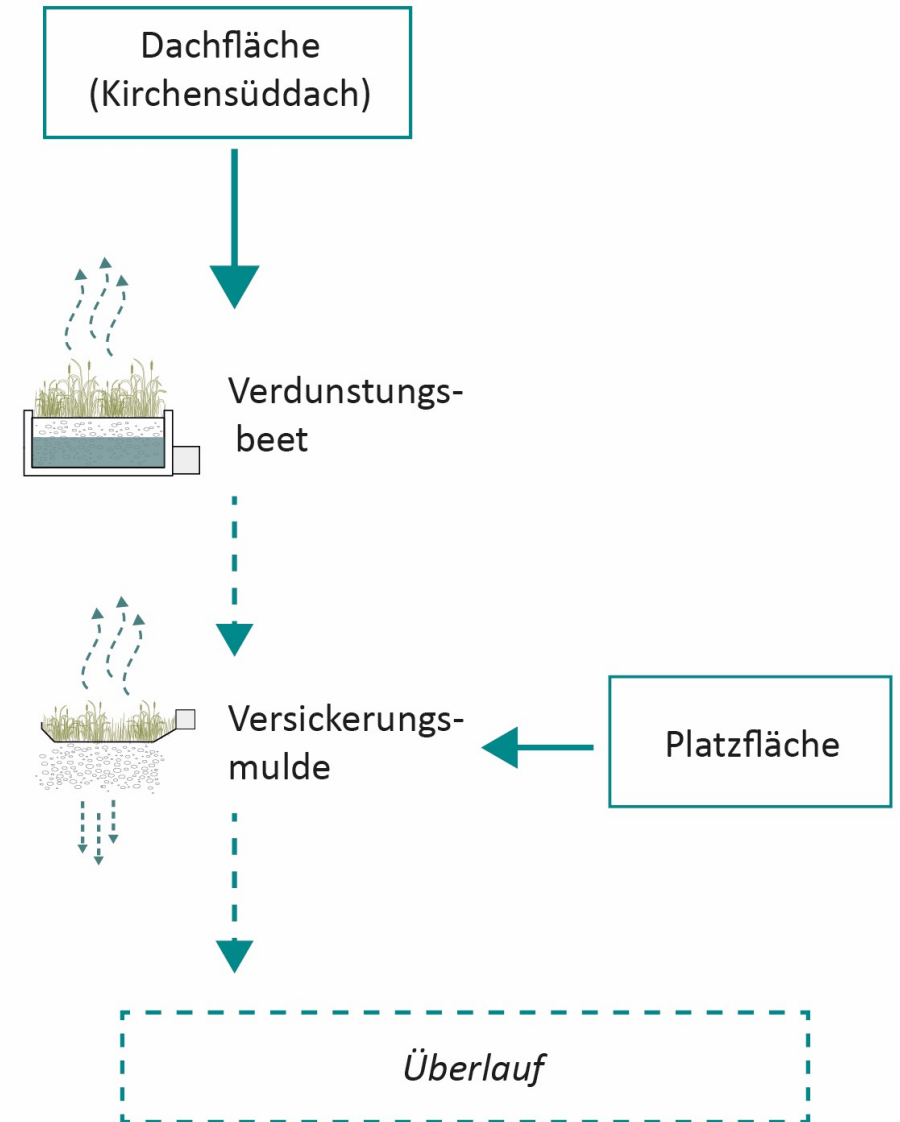 Dachfläche
(Kirchensüddach)
Verdunstungs-
beet
Versickerungs-
mulde
Platzfläche
Überlauf